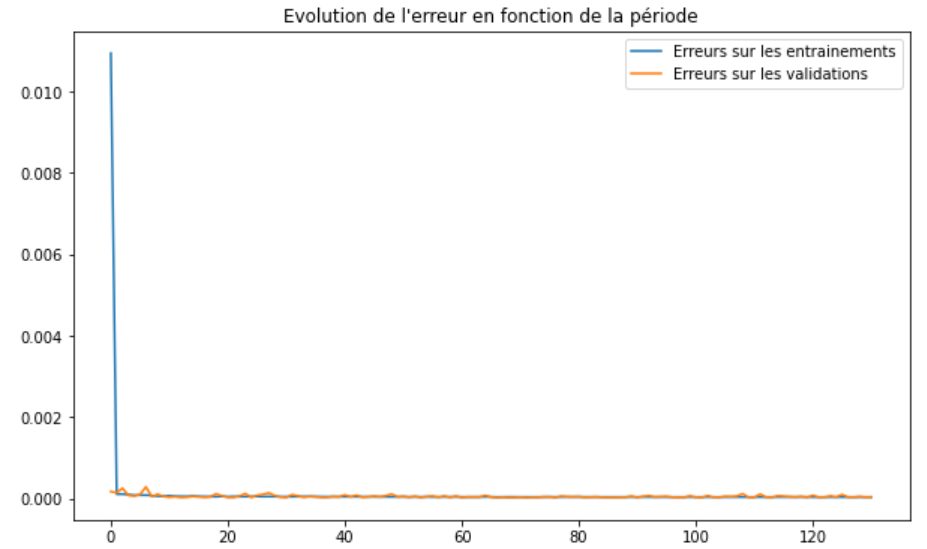 Evolution de l'erreur en fonction de la période
Erreurs sur les entrainements
Erreurs sur les validations
0.010
0.008
0.006
0.004
0.002
0.000
0 20 40 60 80 100 120